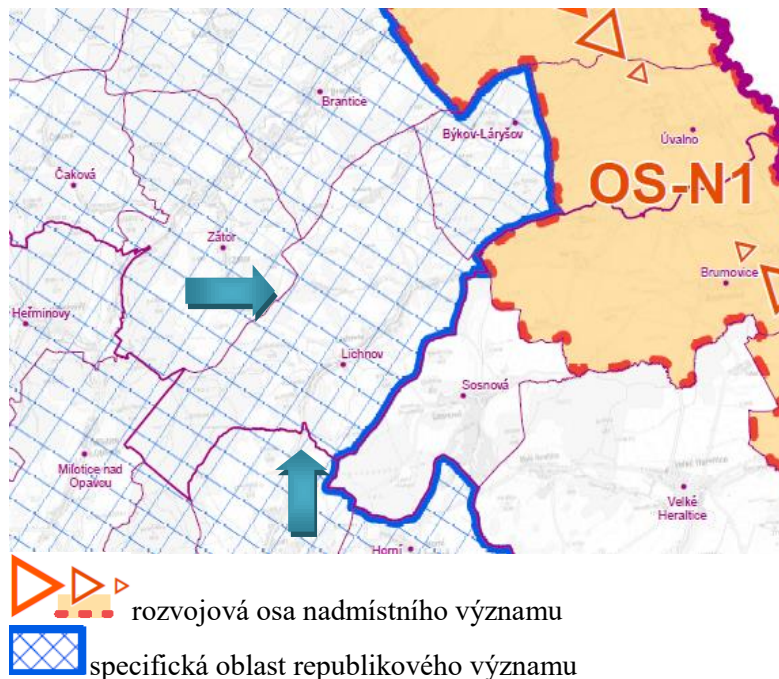 Brantice
Býkov-Láryšov
Úvalno
Čaková
OS-N1
Zátor
Brumovice
Heřminovy
Lichnov
Sosnová
Milotice nad
Opavou
Velké
Heraltice
Horní
rozvojová osa nadmístního významu
specifická oblast republikového významu